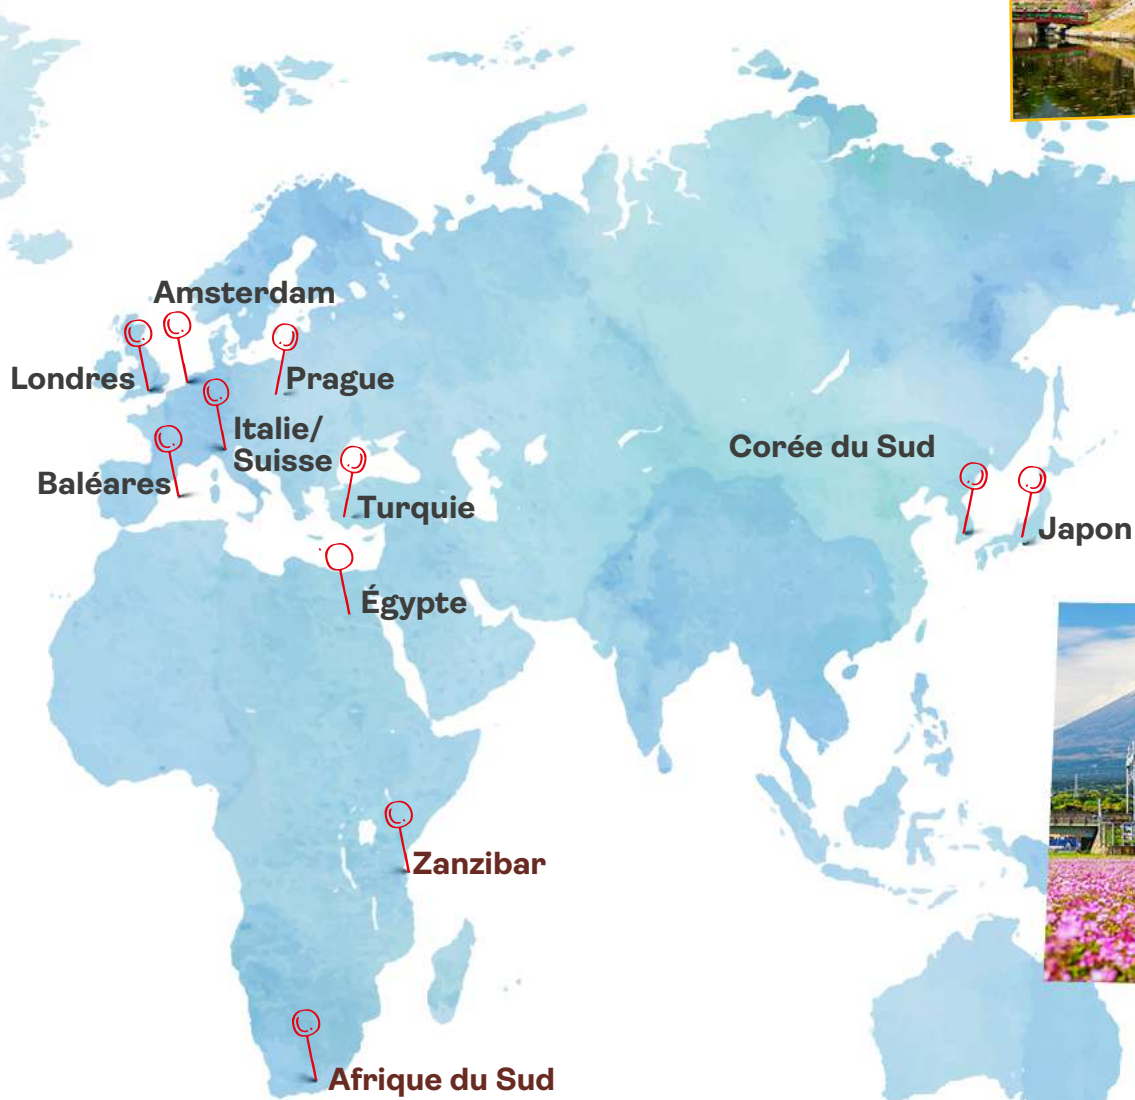 Amsterdam
Londres
Prague
Italie/
Suisse
Baléares
Turquie
Corée du Sud
Japon
Égypte
Zanzibar
Afrique du Sud